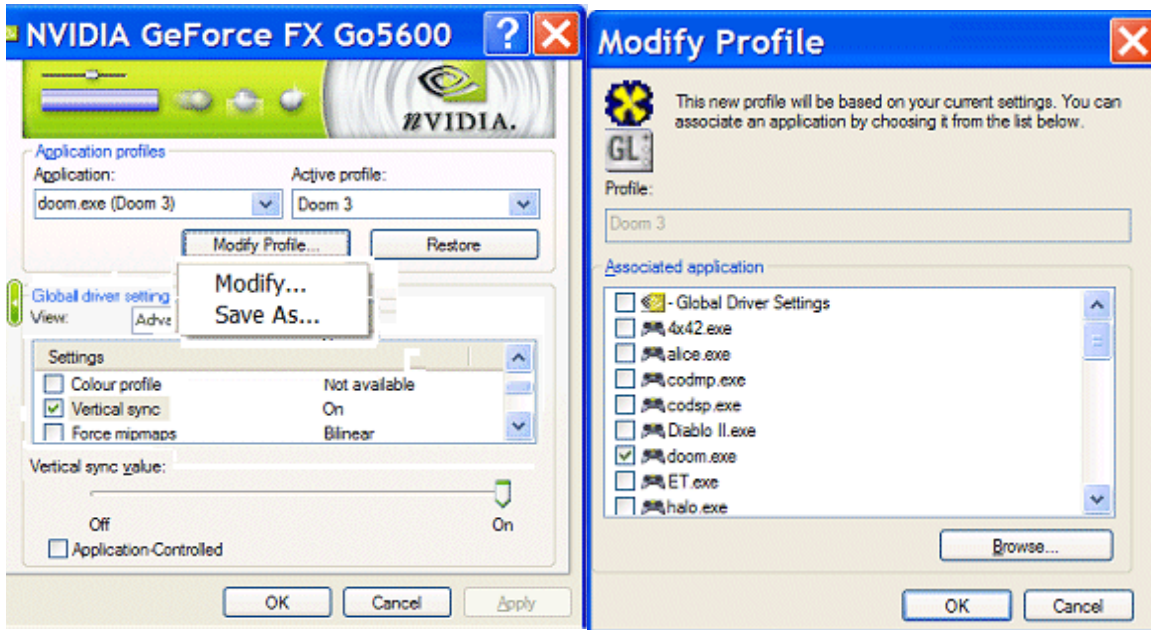 NVIDIA GeForce FX Go5600
nVIDIA.
Application profiles
Application: Active profile:
doom.exe (Doom 3) Doom 3
Modify Profile... Restore
Modify...
Save As...
Global driver setting
View: Adva
Settings
Colour profile Not available
Vertical sync On
Force mipmaps Bilinear
Vertical sync value:
Off On
Application-Controlled
OK Cancel Apply
Modify Profile
This new profile will be based on your current settings. You can
associate an application by choosing it from the list below.
GL
Profile:
Doom 3
Associated application
- Global Driver Settings
4x42.exe
alice.exe
codmp.exe
codsp.exe
Diablo II.exe
doom.exe
ET.exe
halo.exe
Browse...
OK Cancel